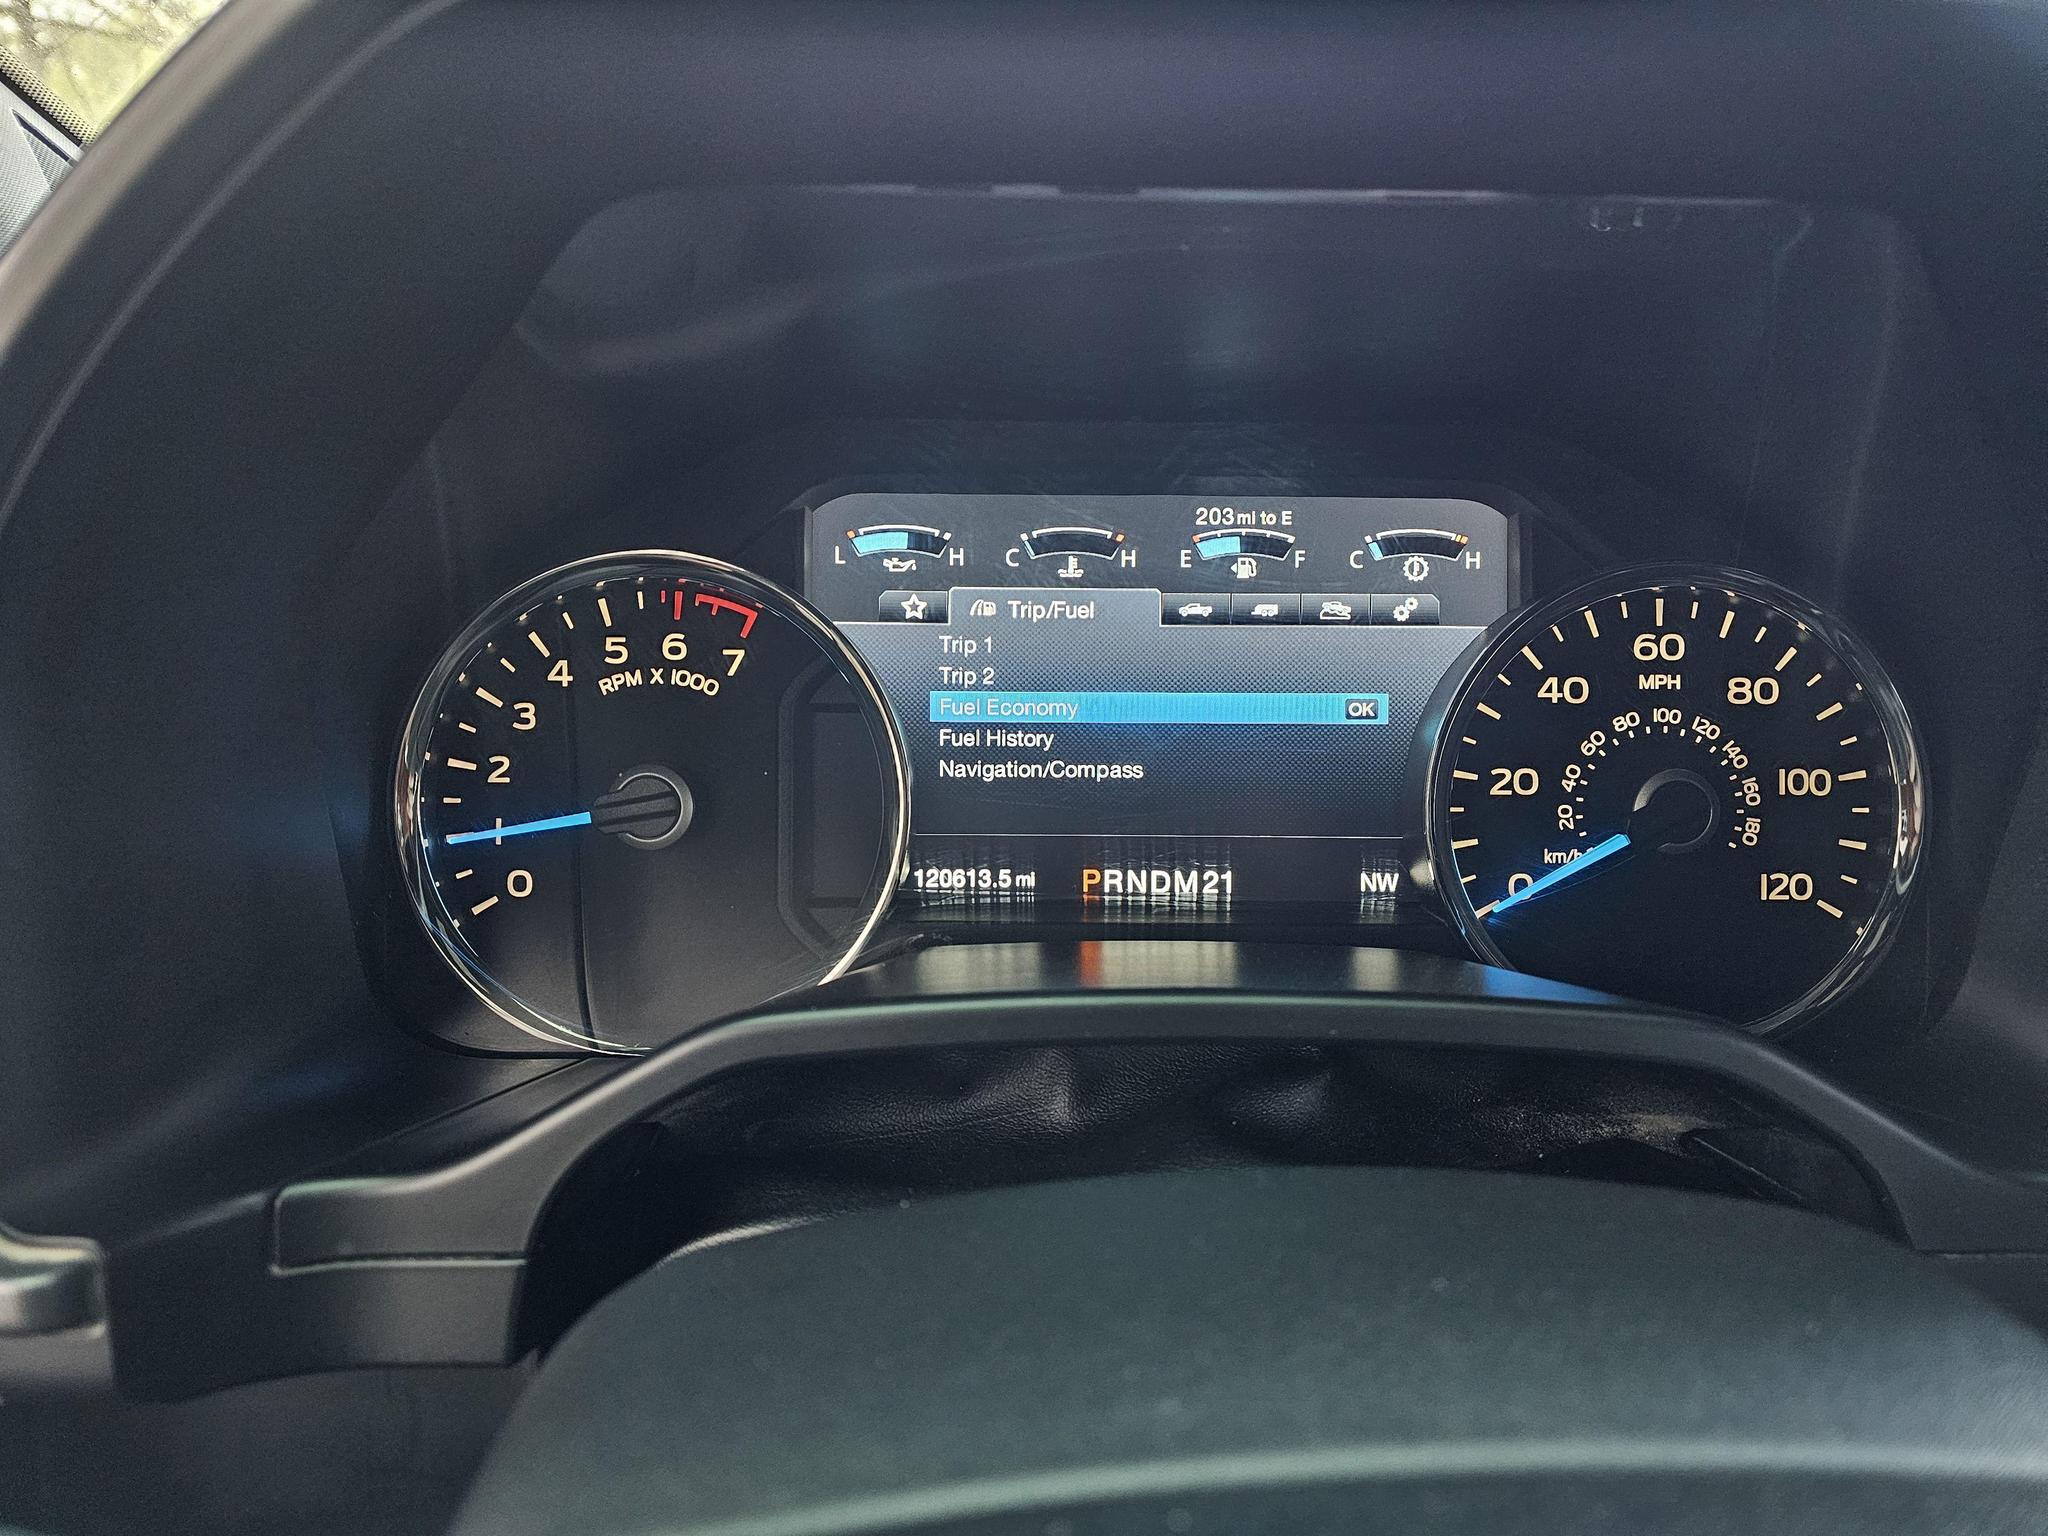 203 mi to E
L H C H E F C H
Trip/Fuel
Trip 1
Trip 2
Fuel Economy OK
Fuel History
Navigation/Compass
120613.5 mi PRNDM21 NW
0 1 2 3 4 5 6 7
RPM X 1000
0 20 40 60 80 100 120
MPH
20 40 60 80 100 120 140 160 180
km/h